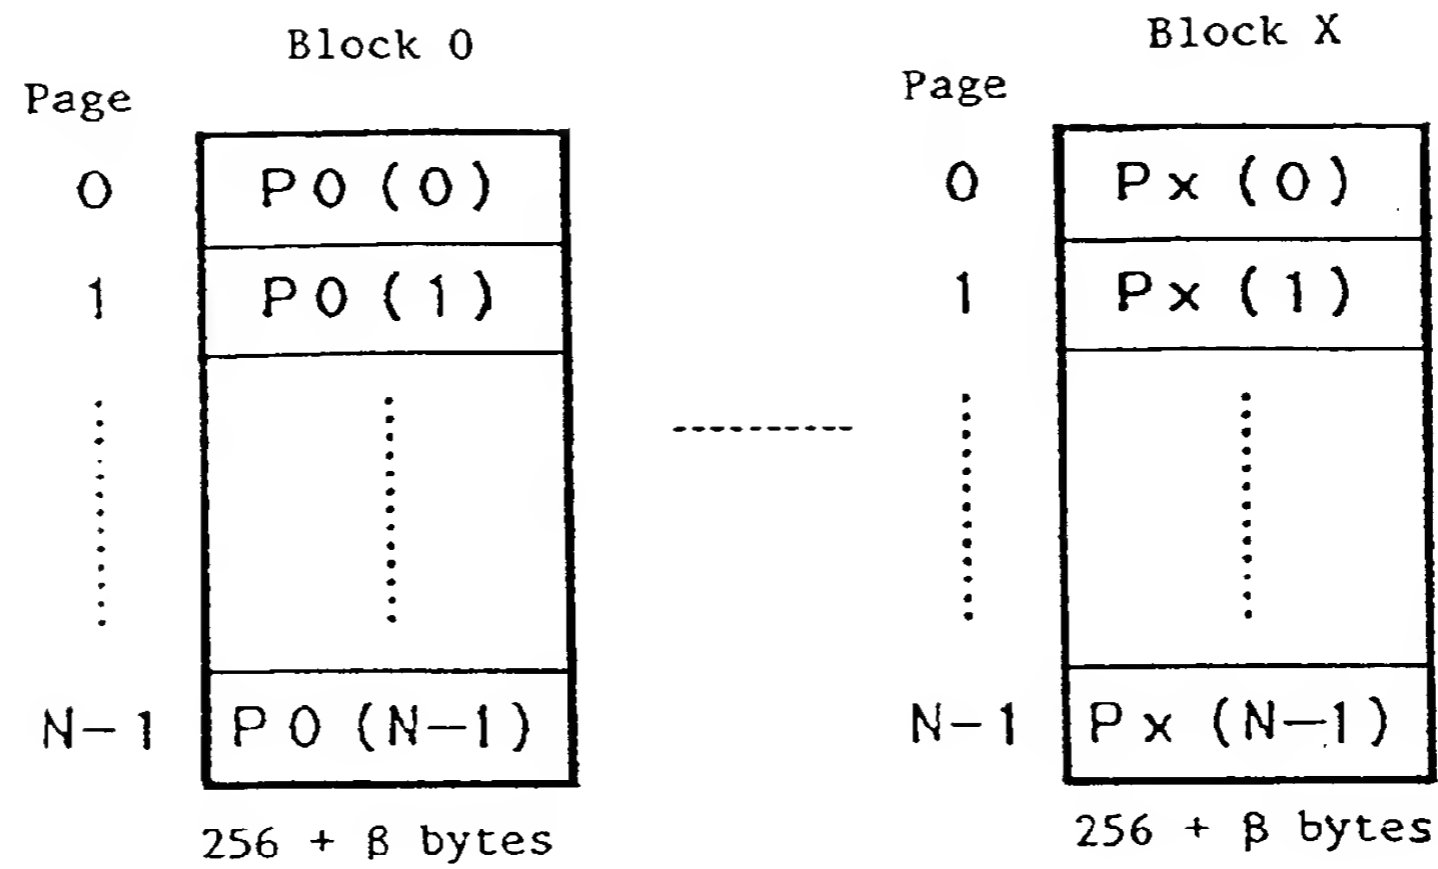 Block 0
Page
0 P0(0)
1 P0(1)
N-1 P0(N-1)
256 + β bytes
Block X
Page
0 Px(0)
1 Px(1)
N-1 Px(N-1)
256 + β bytes